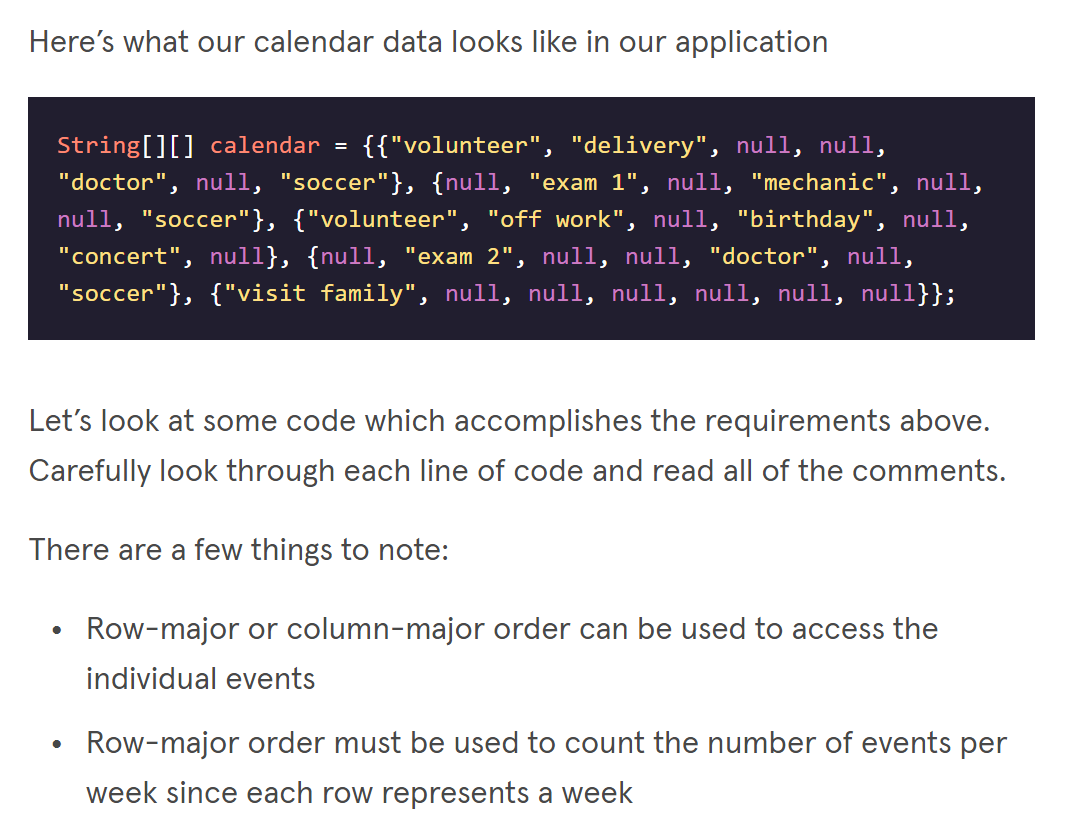 Here’s what our calendar data looks like in our application
String[][] calendar = {{"volunteer", "delivery", null, null,
"doctor", null, "soccer"}, {null, "exam 1", null, "mechanic", null,
null, "soccer"}, {"volunteer", "off work", null, "birthday", null,
"concert", null}, {null, "exam 2", null, null, "doctor", null,
"soccer"}, {"visit family", null, null, null, null, null, null}};
Let’s look at some code which accomplishes the requirements above.
Carefully look through each line of code and read all of the comments.
There are a few things to note:
• Row-major or column-major order can be used to access the
individual events
• Row-major order must be used to count the number of events per
week since each row represents a week